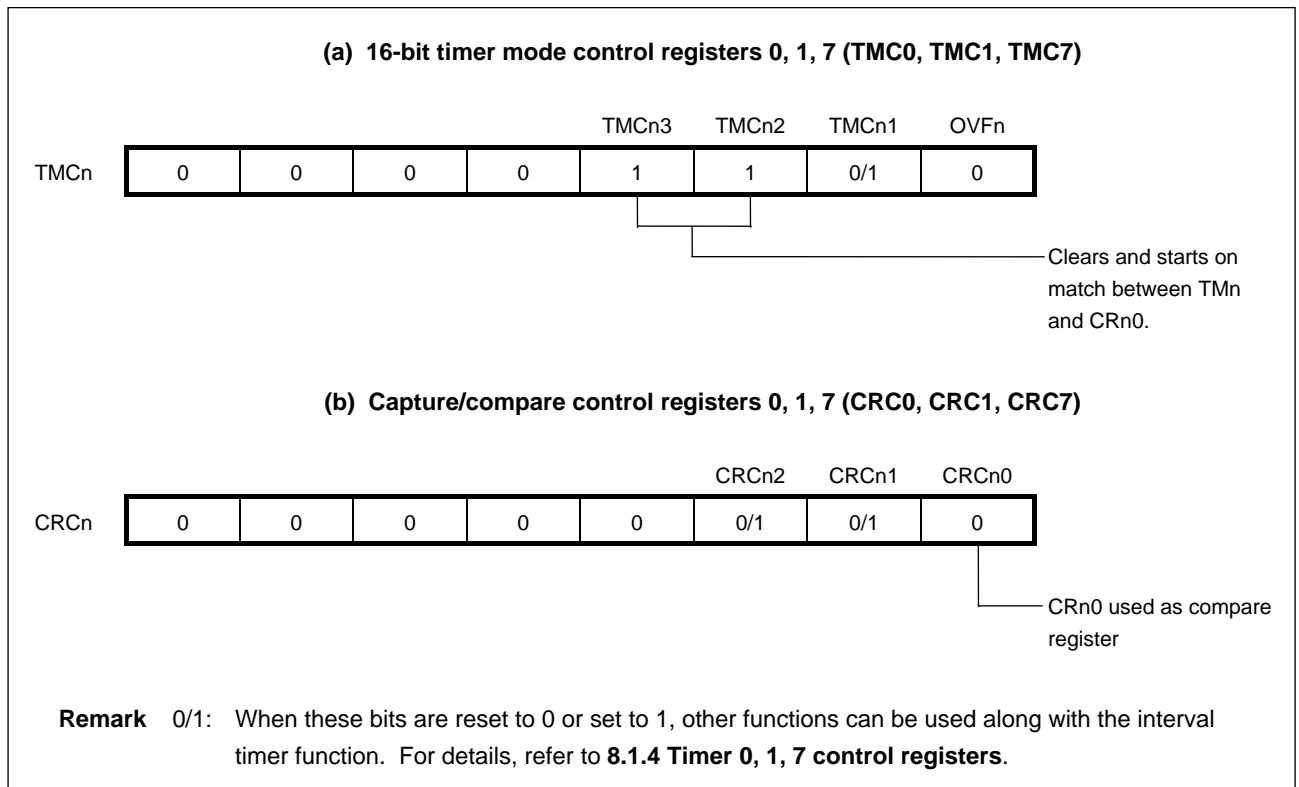 (a) 16-bit timer mode control registers 0, 1, 7 (TMC0, TMC1, TMC7)
TMCn3 TMCn2 TMCn1 OVFn
TMCn 0 0 0 0 1 1 0/1 0
Clears and starts on
match between TMn
and CRn0.
(b) Capture/compare control registers 0, 1, 7 (CRC0, CRC1, CRC7)
CRCn2 CRCn1 CRCn0
CRCn 0 0 0 0 0 0/1 0/1 0
CRn0 used as compare
register
Remark 0/1: When these bits are reset to 0 or set to 1, other functions can be used along with the interval
timer function. For details, refer to 8.1.4 Timer 0, 1, 7 control registers.